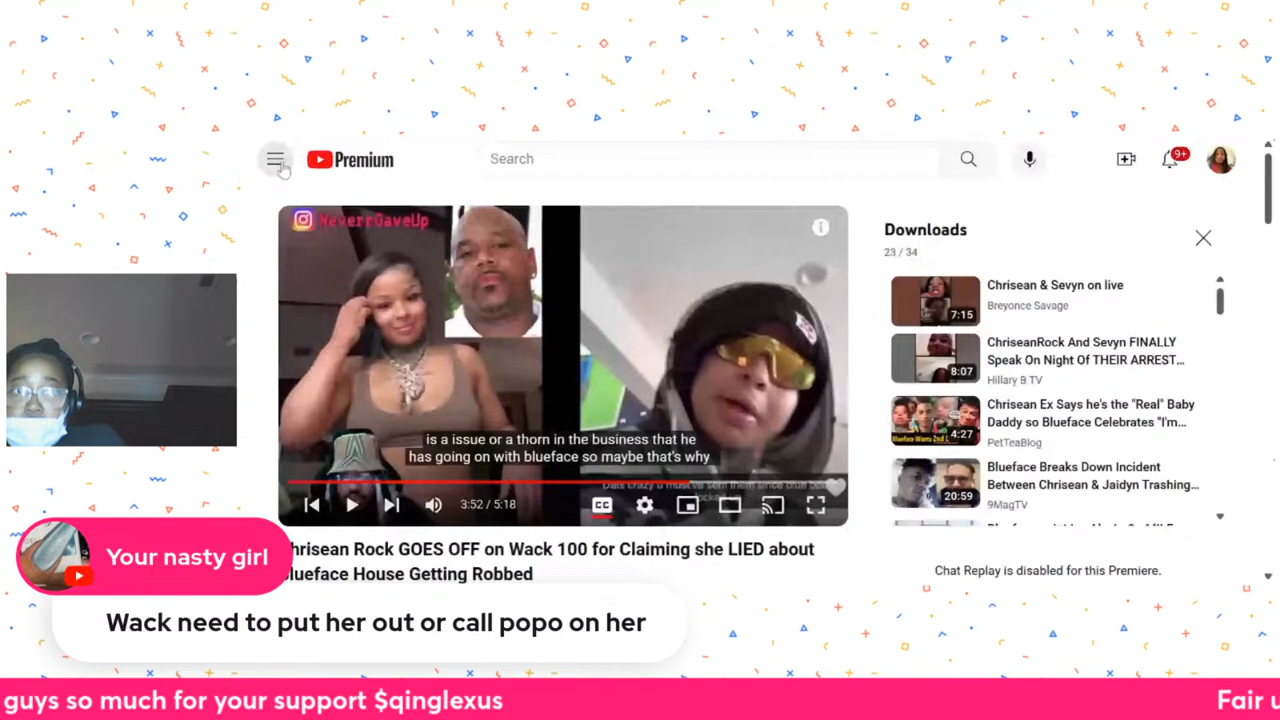 Premium
Search
9+
NeverrGaveUp
is a issue or a thorn in the business that he
has going on with blueface so maybe that's why
3:52 / 5:18
CC
Chrisean Rock GOES OFF on Wack 100 for Claiming she LIED about
Blueface House Getting Robbed
Downloads
23 / 34
7:15
Chrisean & Sevyn on live
Breyonce Savage
8:07
ChriseanRock And Sevyn FINALLY
Speak On Night Of THEIR ARREST...
Hillary B TV
4:27
Chrisean Ex Says he's the "Real" Baby
Daddy so Blueface Celebrates "I'm...
PetTeaBlog
20:59
Blueface Breaks Down Incident
Between Chrisean & Jaidyn Trashing...
9MagTV
Chat Replay is disabled for this Premiere.
Your nasty girl
Wack need to put her out or call popo on her
guys so much for your support $qinglexus
Fair u